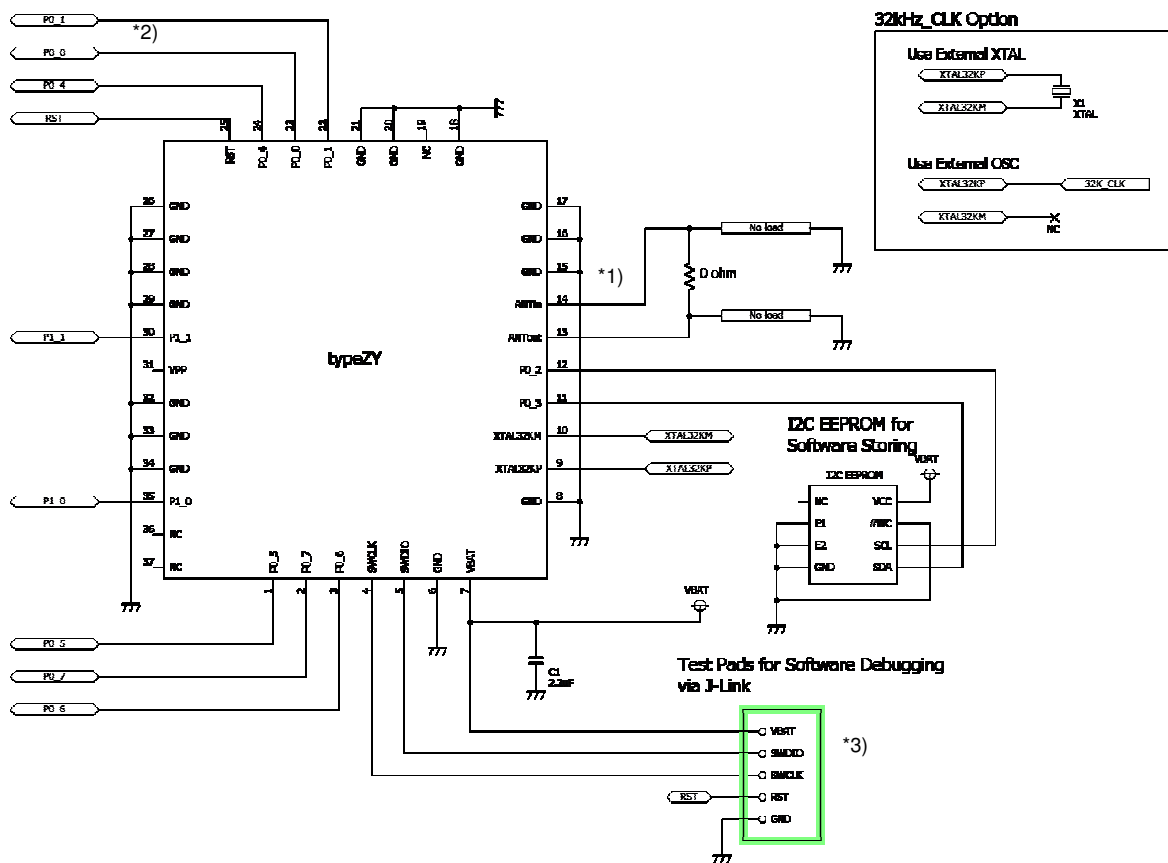 P0_1
*2)
P0_0
P0_4
RST
25 24 23 22 21 20 19 18
RST P0_4 P0_0 P0_1 GND GND NC GND
32kHz_CLK Option
Use External XTAL
XTAL32KP
XTAL32KM
X1
XTAL
Use External OSC
XTAL32KP 32K_CLK
XTAL32KM
NC
26 GND GND 17
27 GND GND 16
28 GND GND 15
29 GND ANTin 14
P1_1 30 P1_1 ANTout 13
31 VPP P0_2 12
32 GND P0_3 11
33 GND XTAL32KM 10 XTAL32KM
34 GND XTAL32KP 9 XTAL32KP
P1_0 35 P1_0 GND 8
36 NC
37 NC
typeZY
*1)
No load
0 ohm
No load
P0_5 P0_7 P0_6 SWCLK SWDIO GND VBAT
1 2 3 4 5 6 7
I2C EEPROM for
Software Storing
VBAT
I2C EEPROM
NC VCC
E1 /WC
E2 SCL
GND SDA
VBAT
C1
2.2uF
P0_5
P0_7
P0_6
Test Pads for Software Debugging
via J-Link
*3)
VBAT
SWDIO
SWCLK
RST RST
GND